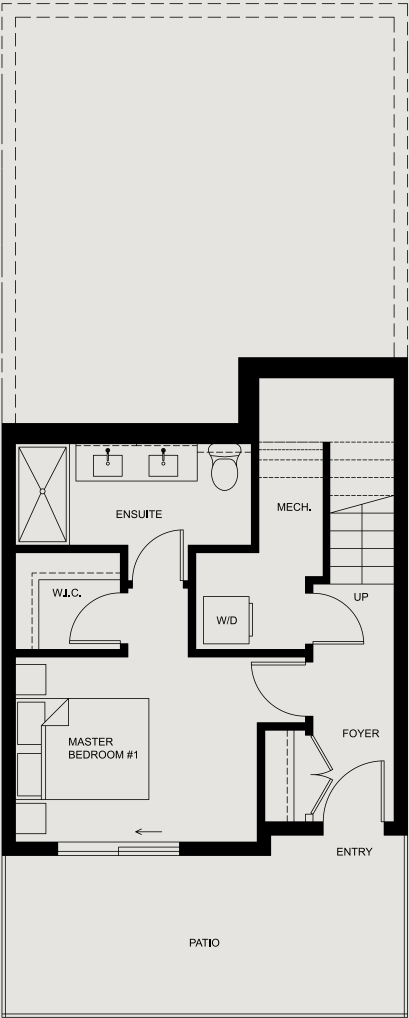 ENSUITE
MECH.
W.I.C.
W/D
UP
MASTER
BEDROOM #1
FOYER
ENTRY
PATIO